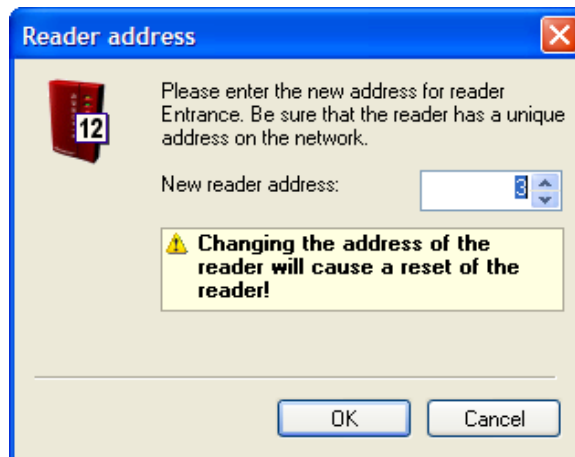 Reader address
12
Please enter the new address for reader
Entrance. Be sure that the reader has a unique
address on the network.
New reader address:
3
Changing the address of the
reader will cause a reset of the
reader!
OK
Cancel